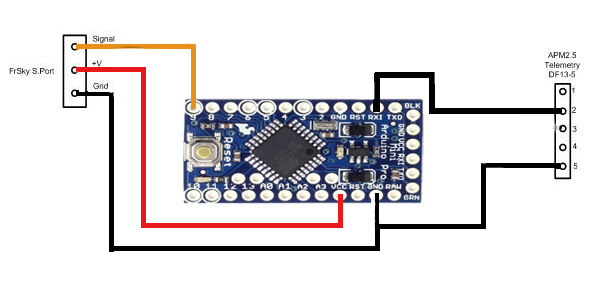 Signal
+V
Gnd
FrSky S.Port
APM2.5
Telemetry
DF13-5
1
2
3
4
5
9 8 7 6 5 4 3 2 GND RST RXI TXO BLK
GND
VCC
RXI
TXO
Reset
Arduino
Mini
Pro
10 11 12 13 A0 A1 A2 A3 VCC RST GND RAW GRN